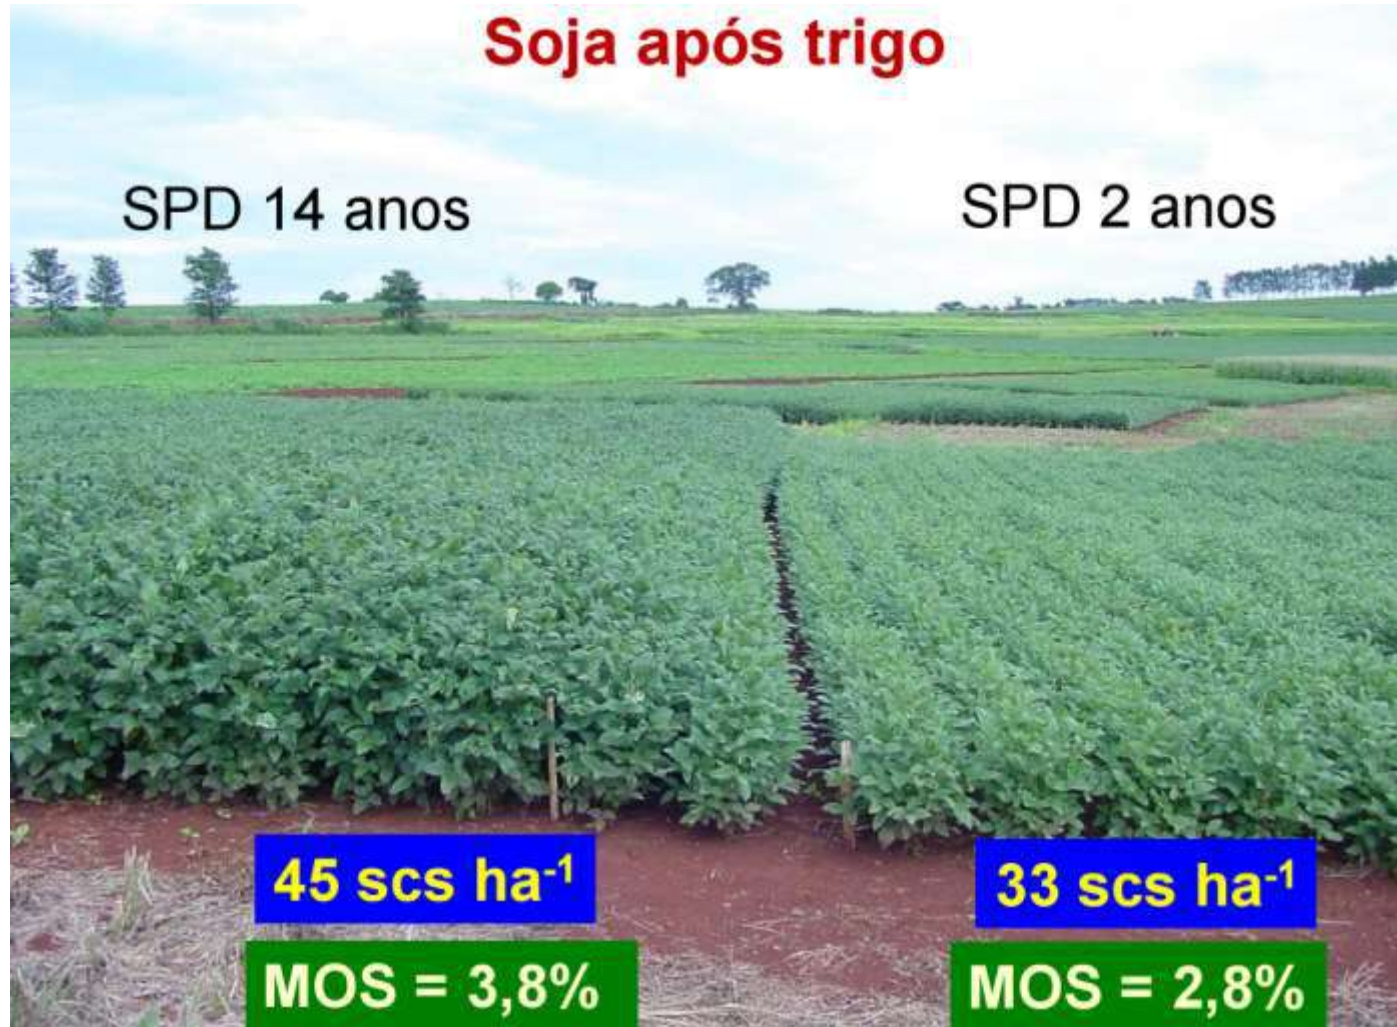 Soja após trigo
SPD 14 anos
SPD 2 anos
45 scs ha⁻¹
33 scs ha⁻¹
MOS = 3,8%
MOS = 2,8%